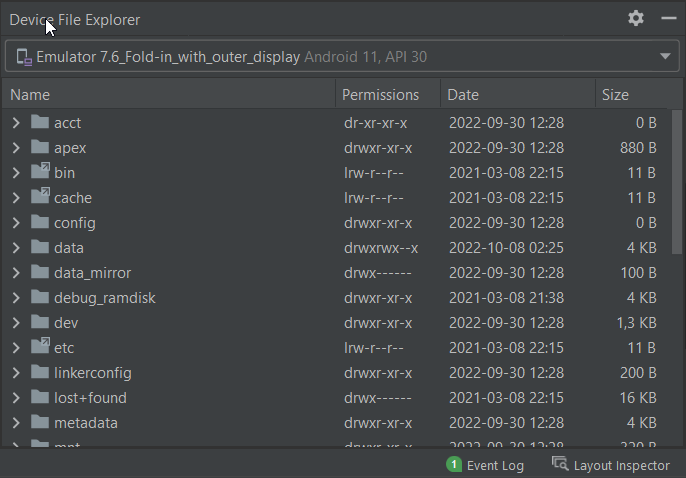 Device File Explorer
Emulator 7.6_Fold-in_with_outer_display Android 11, API 30
Name Permissions Date Size
acct dr-xr-xr-x 2022-09-30 12:28 0 B
apex drwxr-xr-x 2022-09-30 12:28 880 B
bin lrw-r--r-- 2021-03-08 22:15 11 B
cache lrw-r--r-- 2021-03-08 22:15 11 B
config drwxr-xr-x 2022-09-30 12:28 0 B
data drwxrwx--x 2022-10-08 02:25 4 KB
data_mirror drwx------ 2022-09-30 12:28 100 B
debug_ramdisk drwxr-xr-x 2021-03-08 21:38 4 KB
dev drwxr-xr-x 2022-09-30 12:28 1,3 KB
etc lrw-r--r-- 2021-03-08 22:15 11 B
linkerconfig drwxr-xr-x 2022-09-30 12:28 200 B
lost+found drwx------ 2021-03-08 22:15 16 KB
metadata drwxr-xr-x 2022-09-30 12:28 4 KB
mnt drwxr-xr-x 2022-09-30 12:28 320 B
1 Event Log Layout Inspector